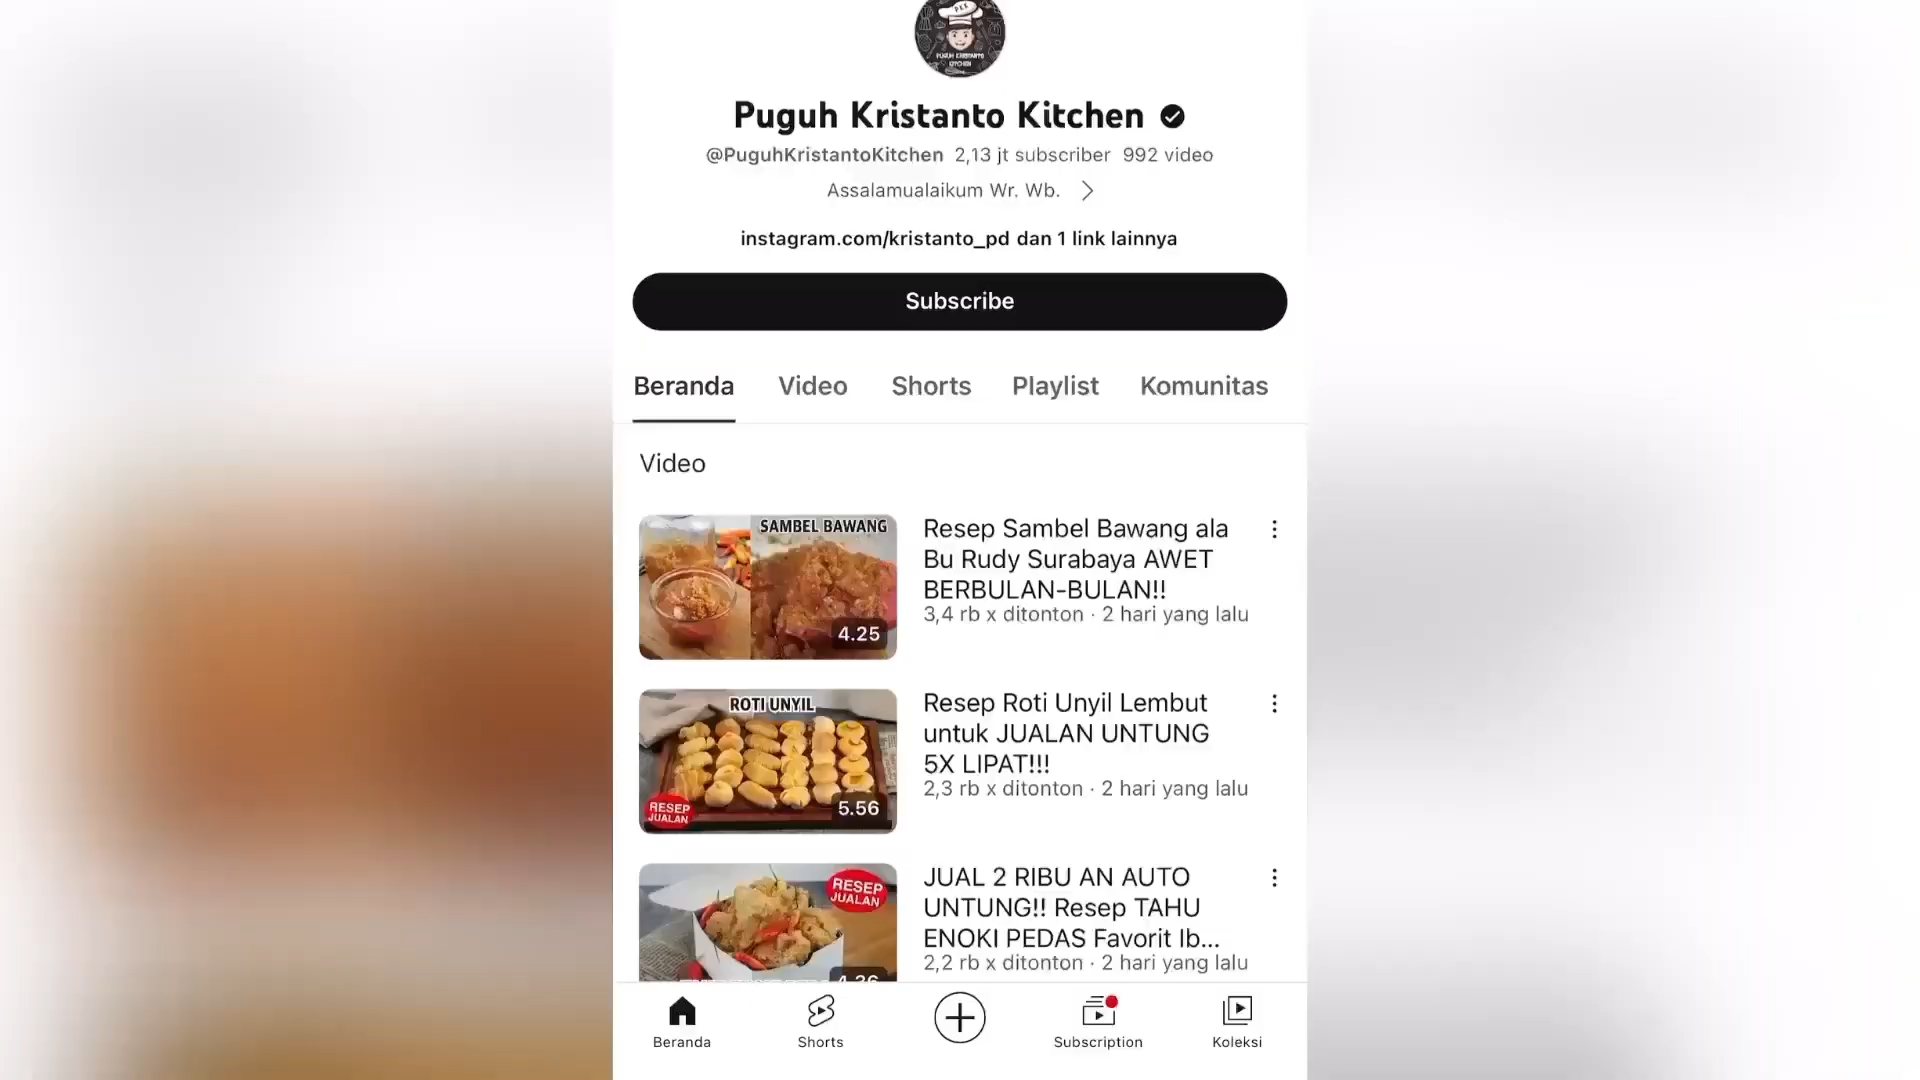 PKK
PUGUH KRISTANTO
KITCHEN
Puguh Kristanto Kitchen
@PuguhKristantoKitchen 2,13 jt subscriber 992 video
Assalamualaikum Wr. Wb.
instagram.com/kristanto_pd dan 1 link lainnya
Subscribe
Beranda Video Shorts Playlist Komunitas
Video
SAMBEL BAWANG
4.25
Resep Sambel Bawang ala
Bu Rudy Surabaya AWET
BERBULAN-BULAN!!
3,4 rb x ditonton · 2 hari yang lalu
ROTI UNYIL
RESEP
JUALAN
5.56
Resep Roti Unyil Lembut
untuk JUALAN UNTUNG
5X LIPAT!!!
2,3 rb x ditonton · 2 hari yang lalu
RESEP
JUALAN
JUAL 2 RIBU AN AUTO
UNTUNG!! Resep TAHU
ENOKI PEDAS Favorit Ib...
2,2 rb x ditonton · 2 hari yang lalu
Beranda Shorts Subscription Koleksi